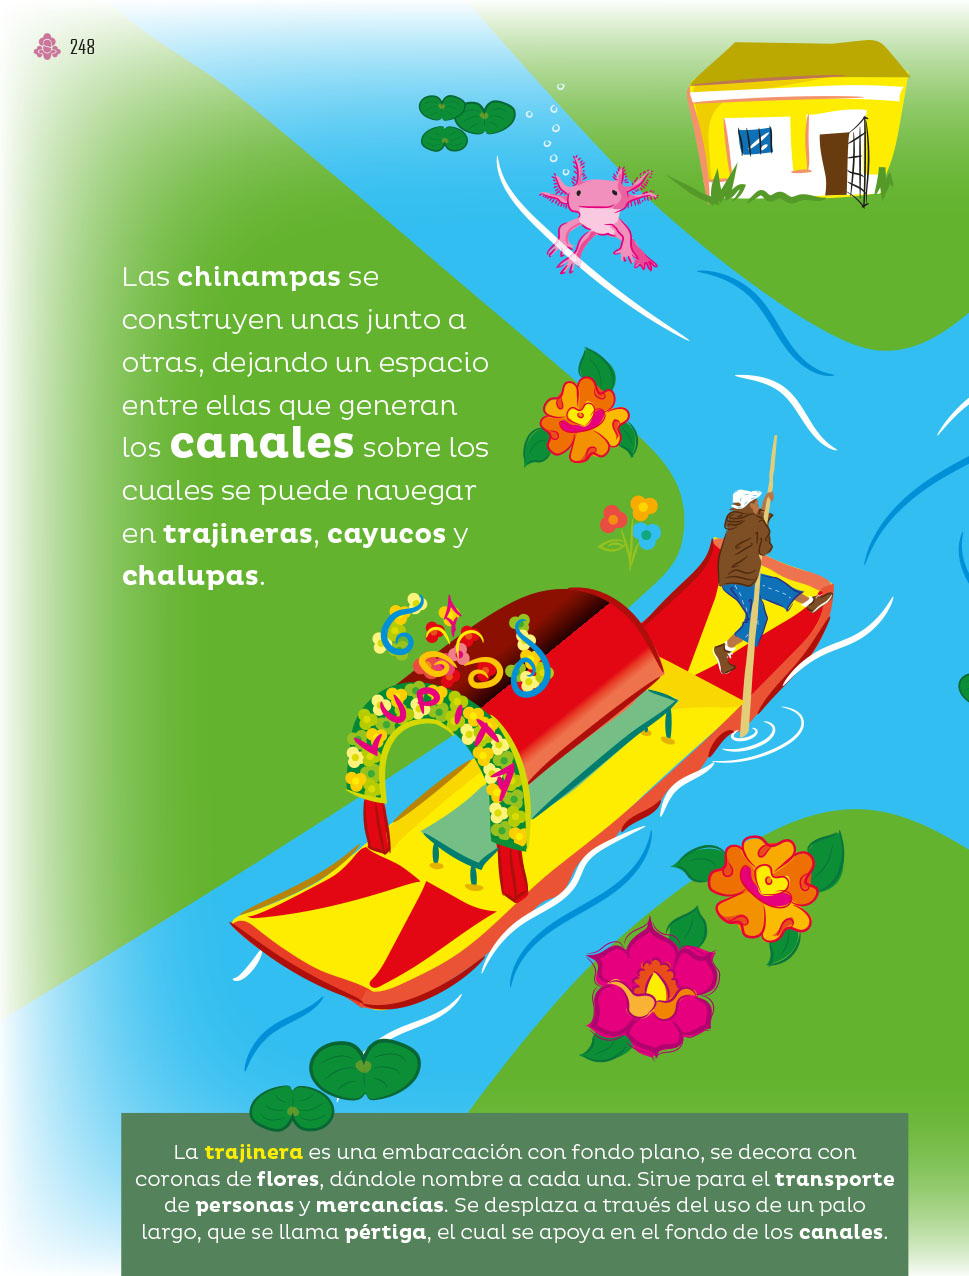 248
Las chinampas se
construyen unas junto a
otras, dejando un espacio
entre ellas que generan
los canales sobre los
cuales se puede navegar
en trajineras, cayucos y
chalupas.
LUPITA
La trajinera es una embarcación con fondo plano, se decora con
coronas de flores, dándole nombre a cada una. Sirve para el transporte
de personas y mercancías. Se desplaza a través del uso de un palo
largo, que se llama pértiga, el cual se apoya en el fondo de los canales.